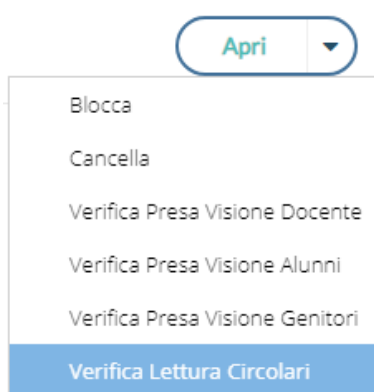 Apri
Blocca
Cancella
Verifica Presa Visione Docente
Verifica Presa Visione Alunni
Verifica Presa Visione Genitori
Verifica Lettura Circolari